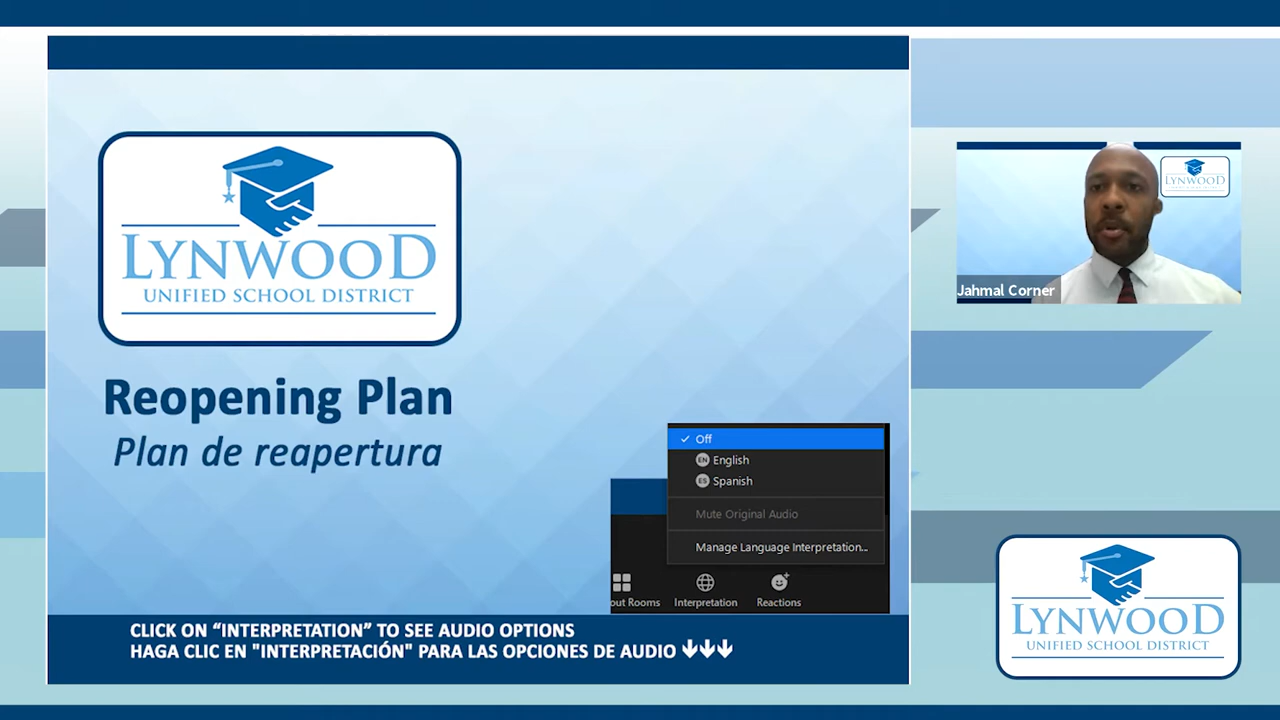 LYNWOOD
UNIFIED SCHOOL DISTRICT
Reopening Plan
Plan de reapertura
Off
EN English
ES Spanish
Mute Original Audio
Manage Language Interpretation...
out Rooms
Interpretation
Reactions
CLICK ON “INTERPRETATION” TO SEE AUDIO OPTIONS
HAGA CLIC EN "INTERPRETACIÓN" PARA LAS OPCIONES DE AUDIO
LYNWOOD
Jahmal Corner
LYNWOOD
UNIFIED SCHOOL DISTRICT